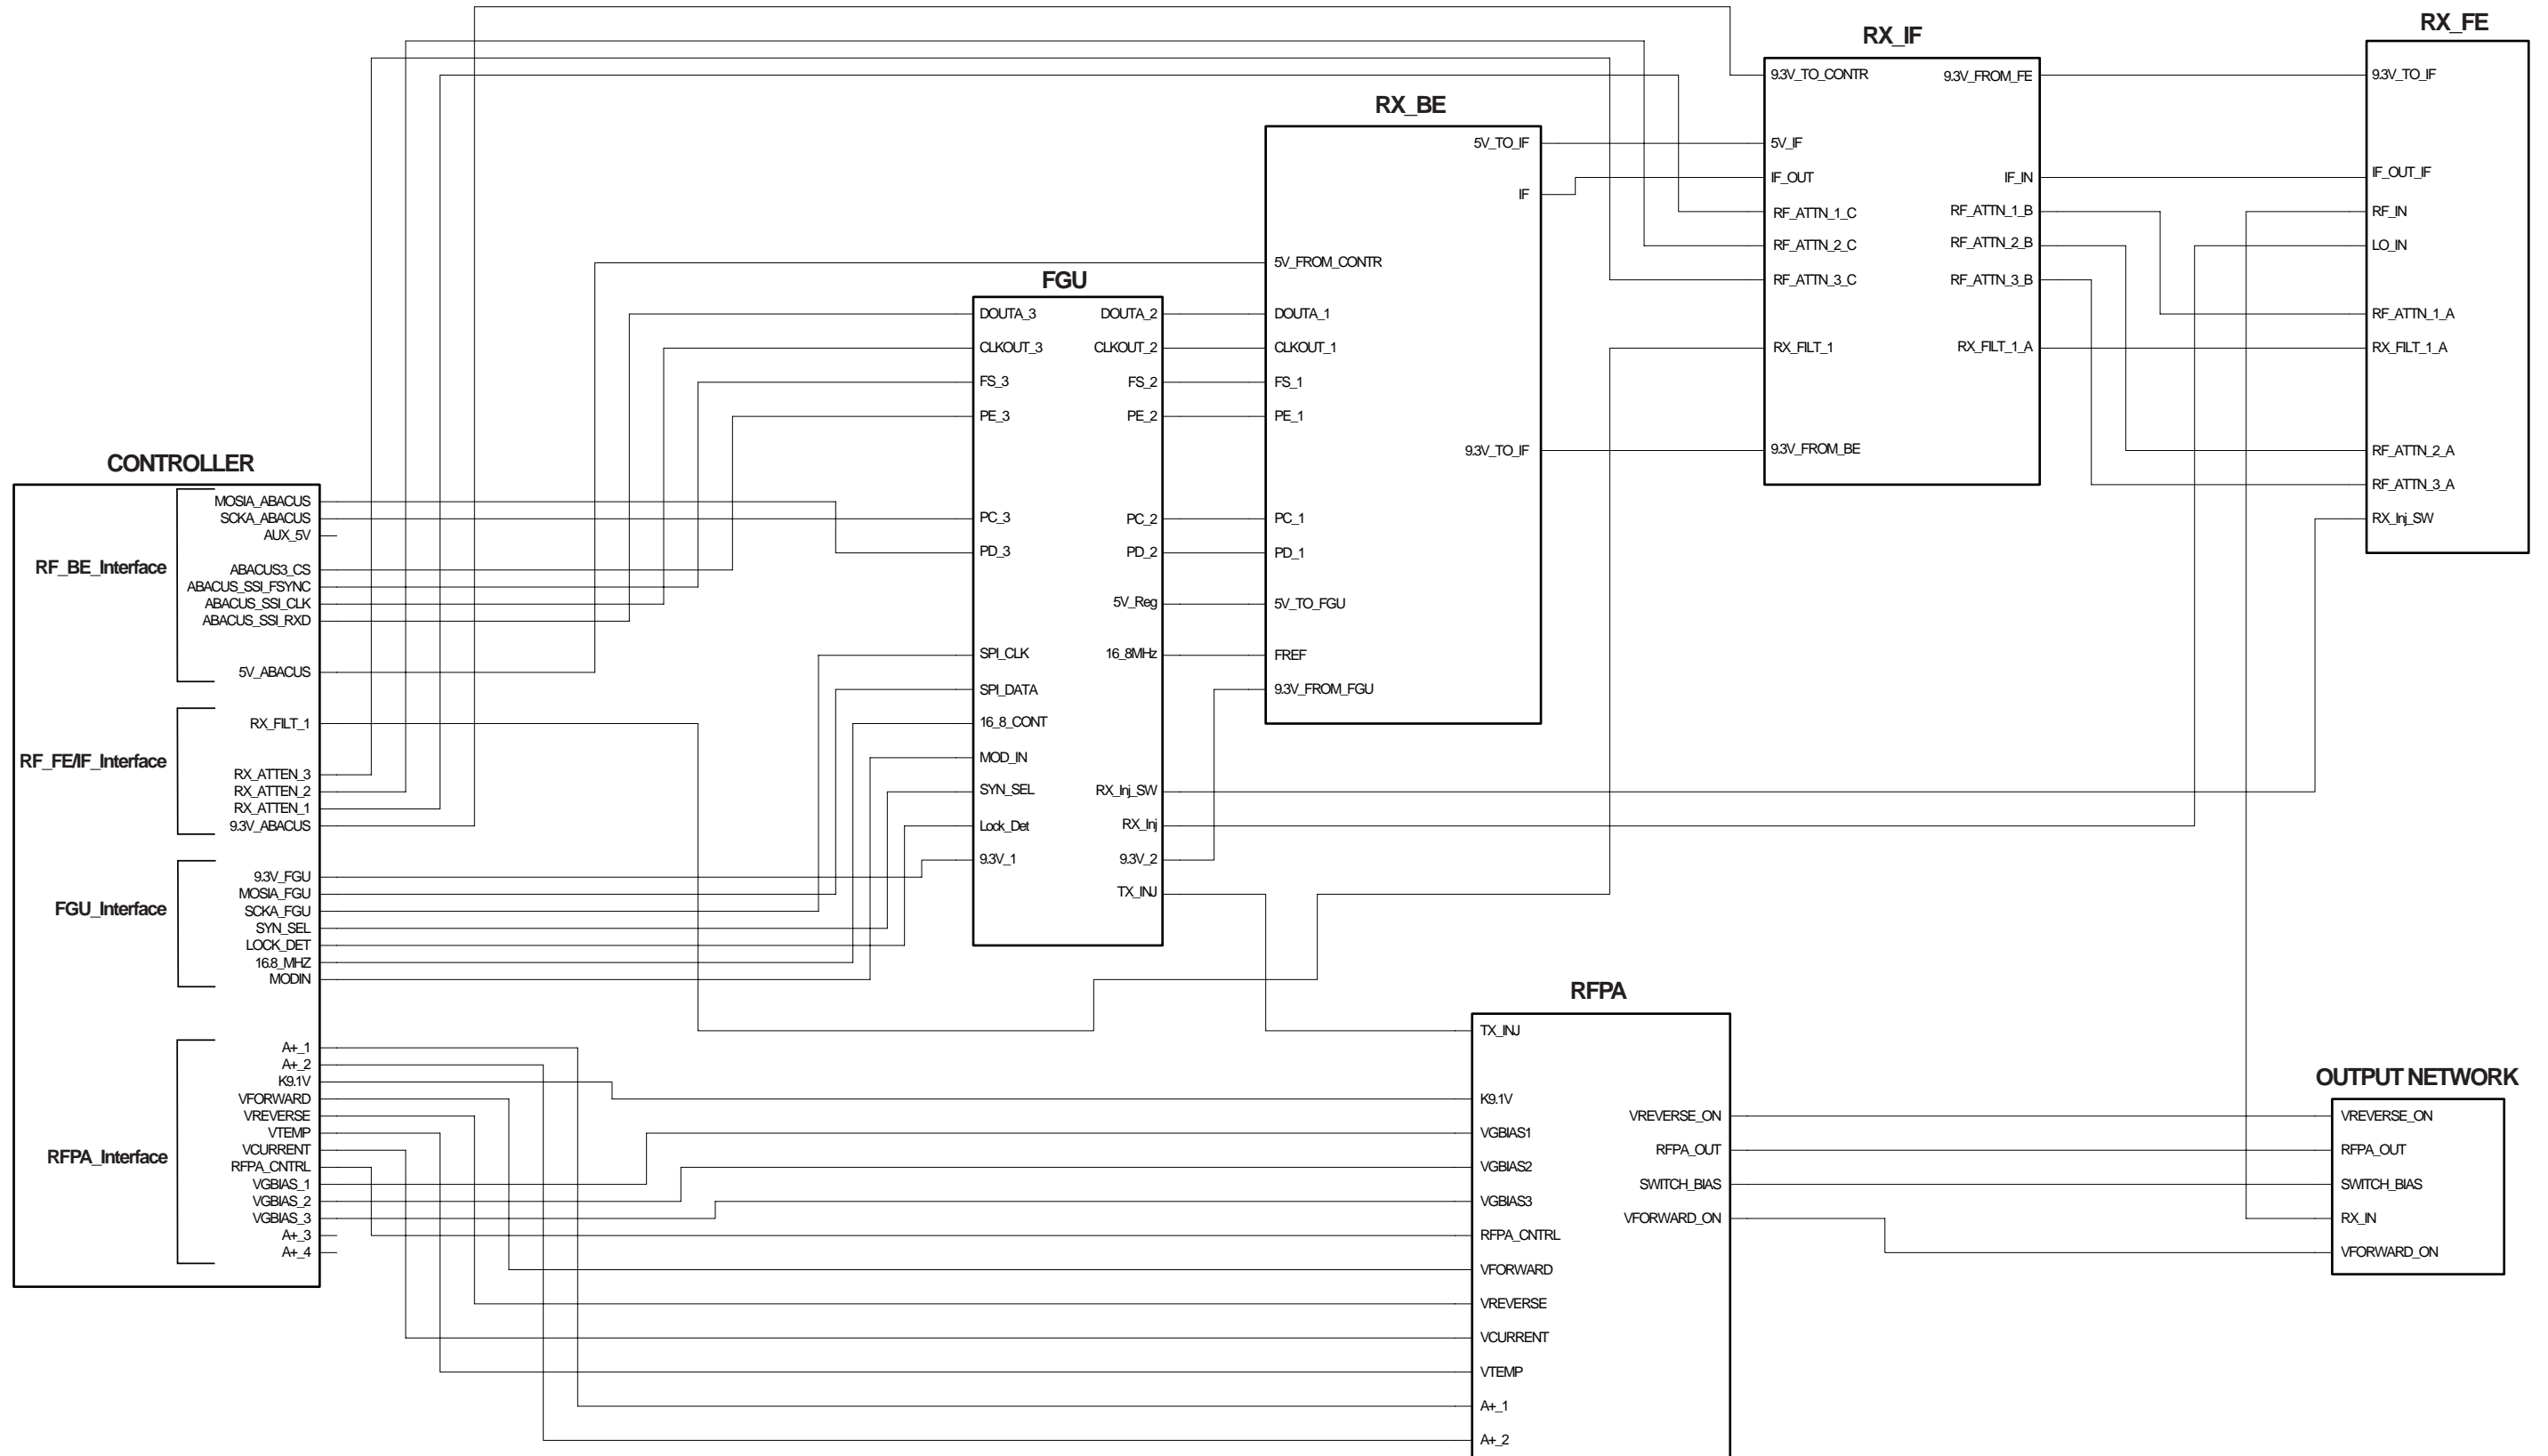 CONTROLLER
RF_BE_Interface
MOSIA_ABACUS
SCKA_ABACUS
AUX_5V
ABACUS3_CS
ABACUS_SSI_FSYNC
ABACUS_SSI_CLK
ABACUS_SSI_RXD
5V_ABACUS
RF_FE/IF_Interface
RX_FILT_1
RX_ATTEN_3
RX_ATTEN_2
RX_ATTEN_1
9.3V_ABACUS
FGU_Interface
9.3V_FGU
MOSIA_FGU
SCKA_FGU
SYN_SEL
LOCK_DET
16.8_MHZ
MODIN
RFPA_Interface
A+_1
A+_2
K9.1V
VFORWARD
VREVERSE
VTEMP
VCURRENT
RFPA_CNTRL
VGBIAS_1
VGBIAS_2
VGBIAS_3
A+_3
A+_4
FGU
DOUTA_3
CLKOUT_3
FS_3
PE_3
PC_3
PD_3
SPI_CLK
SPI_DATA
16_8_CONT
MOD_IN
SYN_SEL
Lock_Det
9.3V_1
DOUTA_2
CLKOUT_2
FS_2
PE_2
PC_2
PD_2
5V_Reg
16_8MHz
RX_Inj_SW
RX_Inj
9.3V_2
TX_INJ
RX_BE
5V_FROM_CONTR
DOUTA_1
CLKOUT_1
FS_1
PE_1
PC_1
PD_1
5V_TO_FGU
FREF
9.3V_FROM_FGU
5V_TO_IF
IF
9.3V_TO_IF
RX_IF
9.3V_TO_CONTR
5V_IF
IF_OUT
RF_ATTN_1_C
RF_ATTN_2_C
RF_ATTN_3_C
RX_FILT_1
9.3V_FROM_BE
9.3V_FROM_FE
IF_IN
RF_ATTN_1_B
RF_ATTN_2_B
RF_ATTN_3_B
RX_FILT_1_A
RX_FE
9.3V_TO_IF
IF_OUT_IF
RF_IN
LO_IN
RF_ATTN_1_A
RX_FILT_1_A
RF_ATTN_2_A
RF_ATTN_3_A
RX_Inj_SW
RFPA
TX_INJ
K9.1V
VGBIAS1
VGBIAS2
VGBIAS3
RFPA_CNTRL
VFORWARD
VREVERSE
VCURRENT
VTEMP
A+_1
A+_2
VREVERSE_ON
RFPA_OUT
SWITCH_BIAS
VFORWARD_ON
OUTPUT NETWORK
VREVERSE_ON
RFPA_OUT
SWITCH_BIAS
RX_IN
VFORWARD_ON